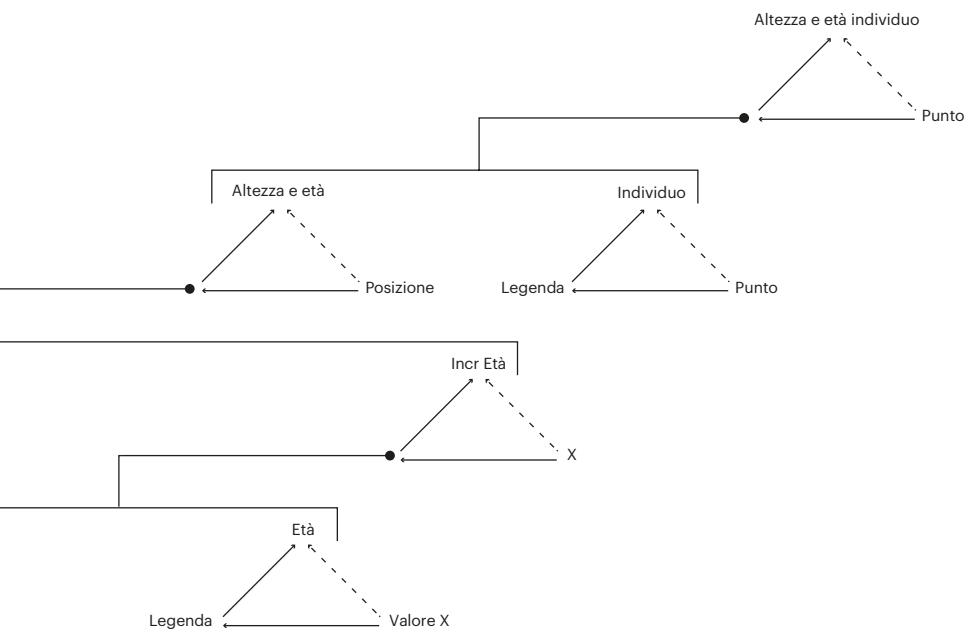 Altezza e età individuo
Punto
Altezza e età
Individuo
Posizione
Legenda
Punto
Incr Età
X
Età
Legenda
Valore X